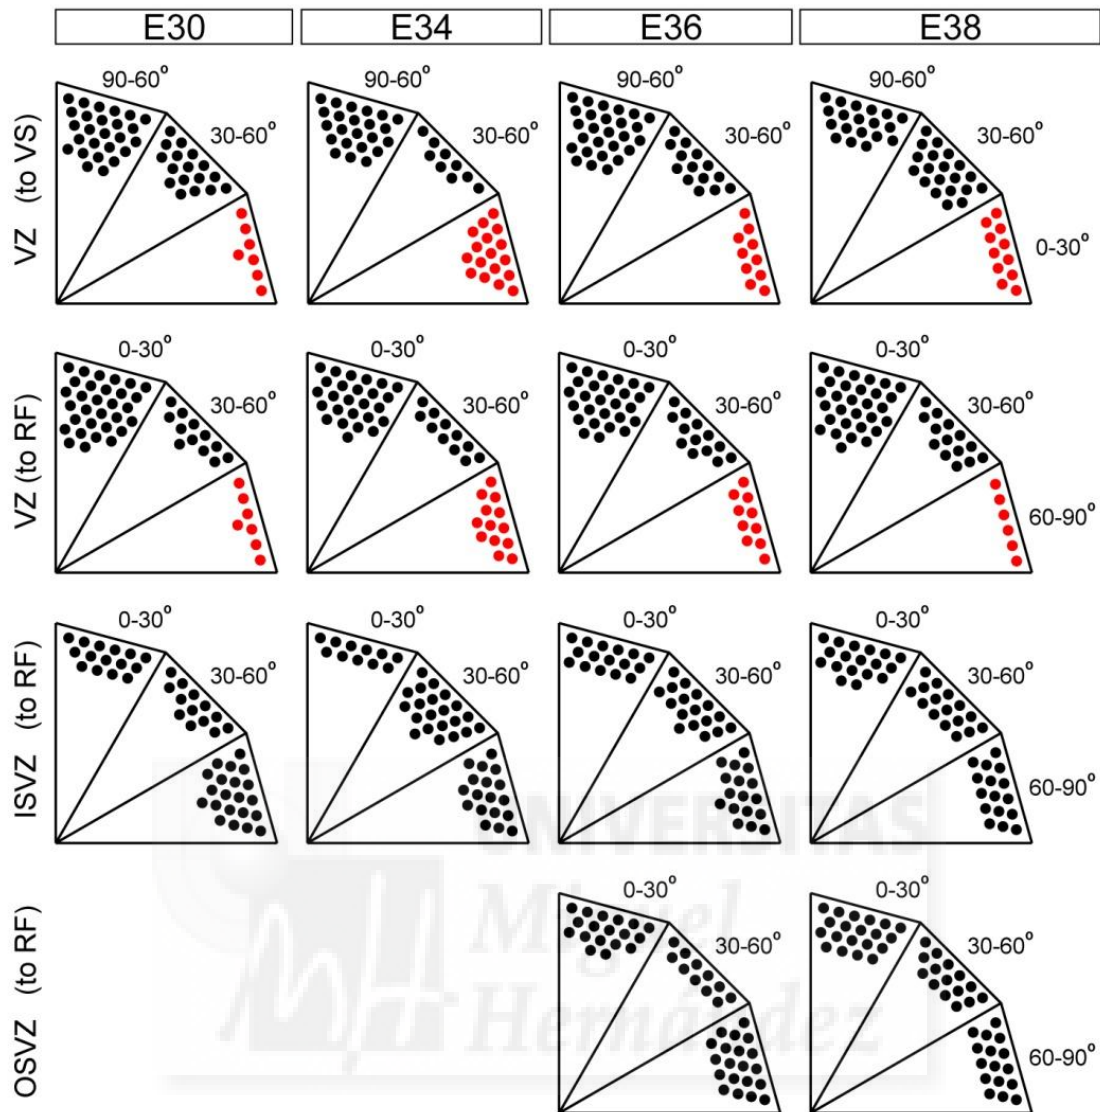 E30 E34 E36 E38
VZ (to VS)
90-60° 90-60° 90-60° 90-60°
30-60° 30-60° 30-60° 30-60°
0-30°
VZ (to RF)
0-30° 0-30° 0-30° 0-30°
30-60° 30-60° 30-60° 30-60°
60-90°
ISVZ (to RF)
0-30° 0-30° 0-30° 0-30°
30-60° 30-60° 30-60° 30-60°
60-90°
UNIVERSITAS
Miguel
Hernández
OSVZ (to RF)
0-30° 0-30°
30-60° 30-60°
60-90°